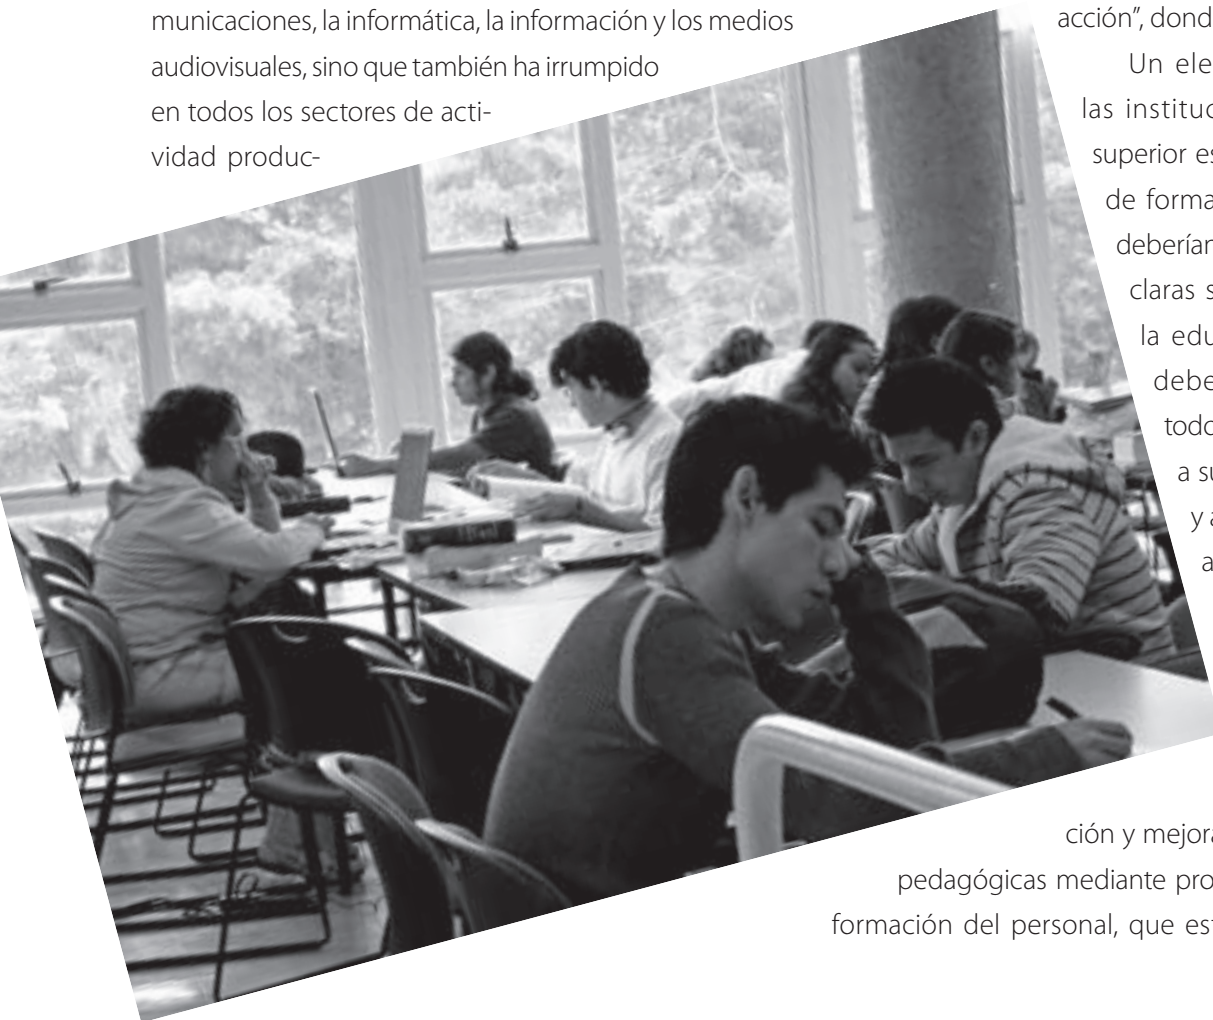 municaciones, la informática, la información y los medios
audiovisuales, sino que también ha irrumpido
en todos los sectores de acti-
vidad produc-
acción”, dond
Un ele
las instituc
superior es
de forma
deberían
claras s
la edu
debe
todo
a su
y a
a
ción y mejora
pedagógicas mediante pro
formación del personal, que est